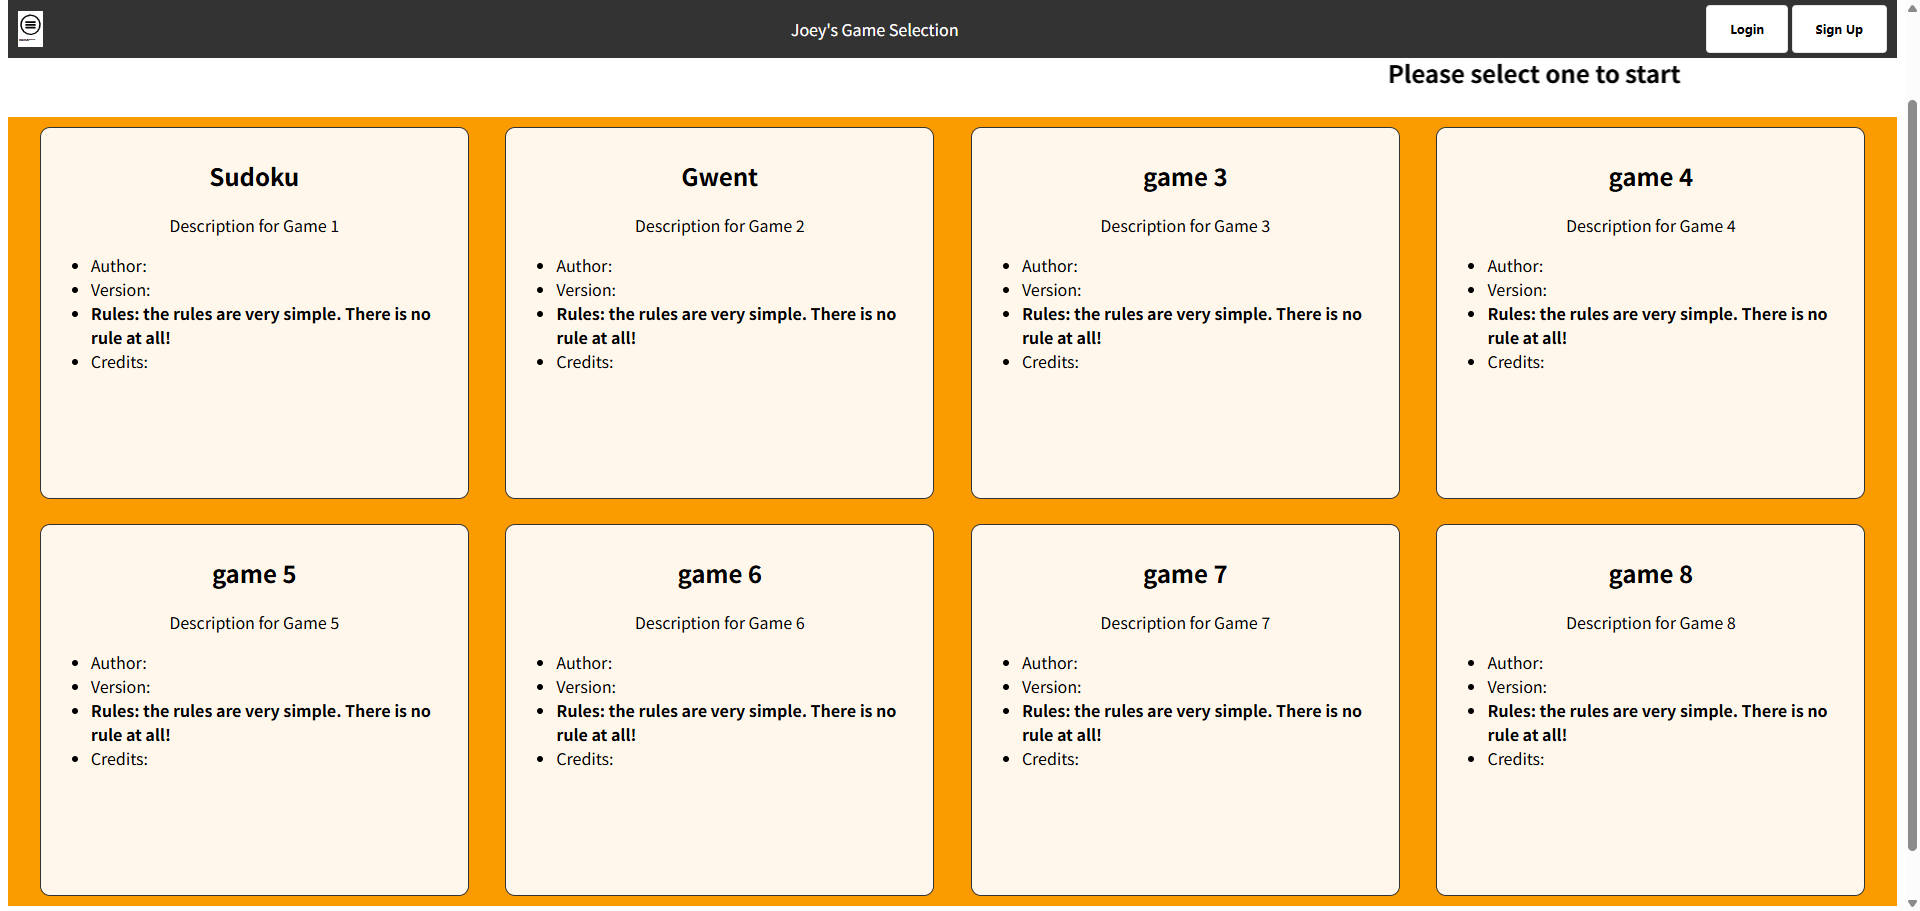 Joey's Game Selection
Login
Sign Up
Please select one to start
Sudoku
Description for Game 1
Author:
Version:
Rules: the rules are very simple. There is no
rule at all!
Credits:
Gwent
Description for Game 2
Author:
Version:
Rules: the rules are very simple. There is no
rule at all!
Credits:
game 3
Description for Game 3
Author:
Version:
Rules: the rules are very simple. There is no
rule at all!
Credits:
game 4
Description for Game 4
Author:
Version:
Rules: the rules are very simple. There is no
rule at all!
Credits:
game 5
Description for Game 5
Author:
Version:
Rules: the rules are very simple. There is no
rule at all!
Credits:
game 6
Description for Game 6
Author:
Version:
Rules: the rules are very simple. There is no
rule at all!
Credits:
game 7
Description for Game 7
Author:
Version:
Rules: the rules are very simple. There is no
rule at all!
Credits:
game 8
Description for Game 8
Author:
Version:
Rules: the rules are very simple. There is no
rule at all!
Credits: